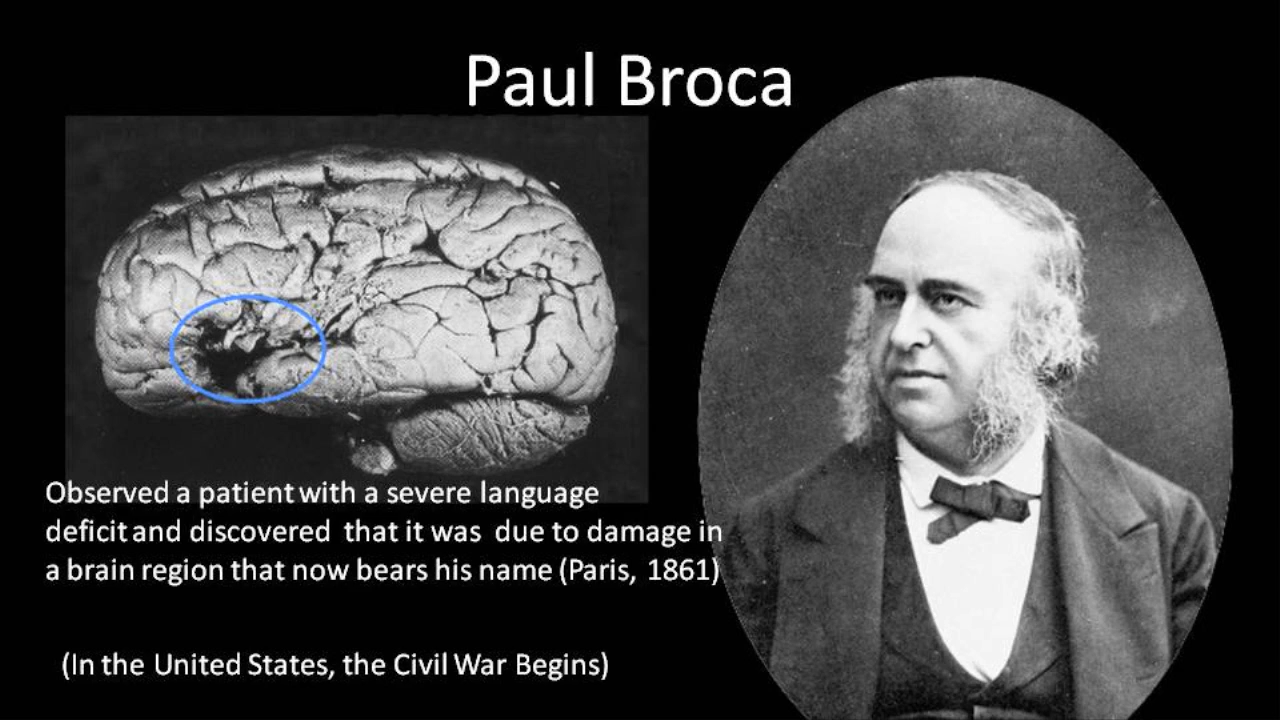 Paul Broca
Observed a patient with a severe language
deficit and discovered that it was due to damage in
a brain region that now bears his name (Paris, 1861)
(In the United States, the Civil War Begins)